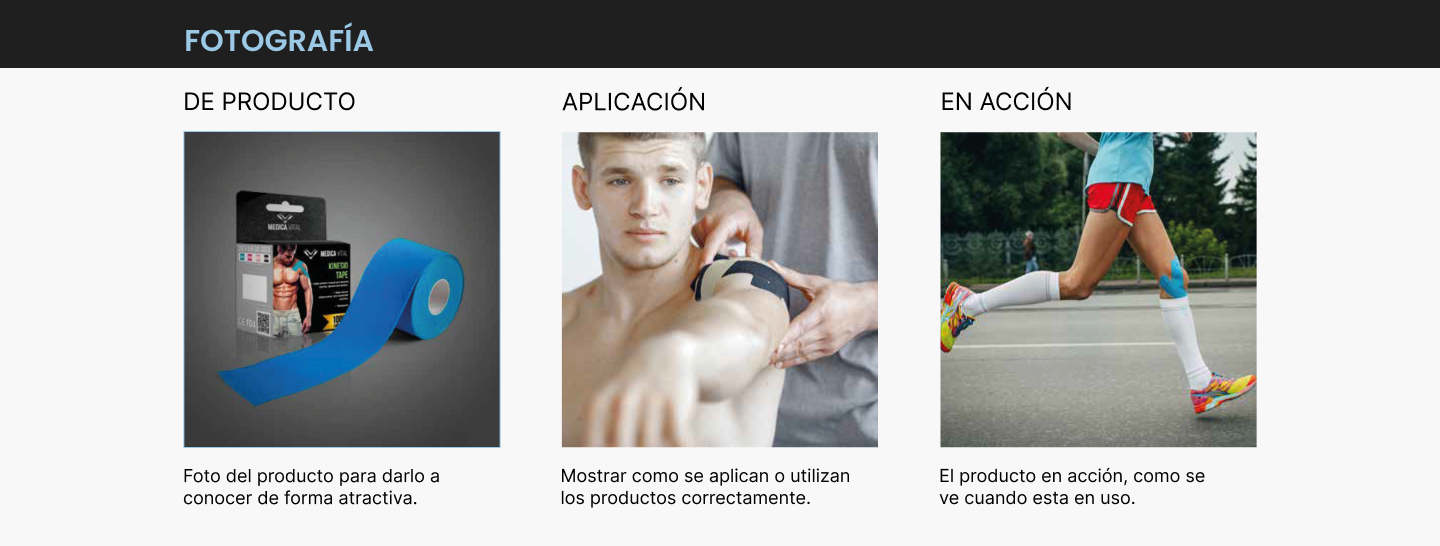 FOTOGRAFÍA
DE PRODUCTO
APLICACIÓN
EN ACCIÓN
MEDICA VITAL
MEDICA VITAL
KINESIO
TAPE
Foto del producto para darlo a
conocer de forma atractiva.
Mostrar como se aplican o utilizan
los productos correctamente.
El producto en acción, como se
ve cuando esta en uso.